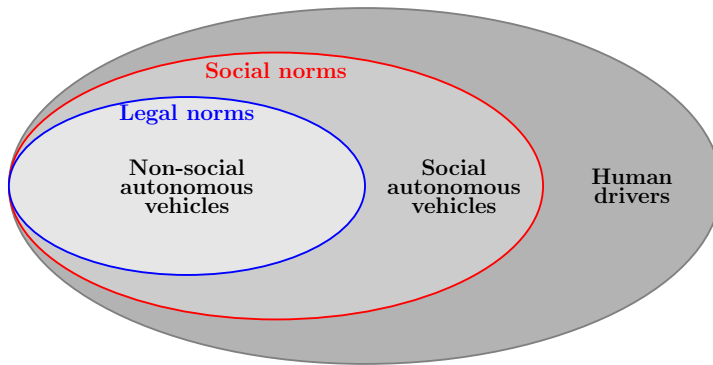 Social norms
Legal norms
Non-social
autonomous
vehicles
Social
autonomous
vehicles
Human
drivers